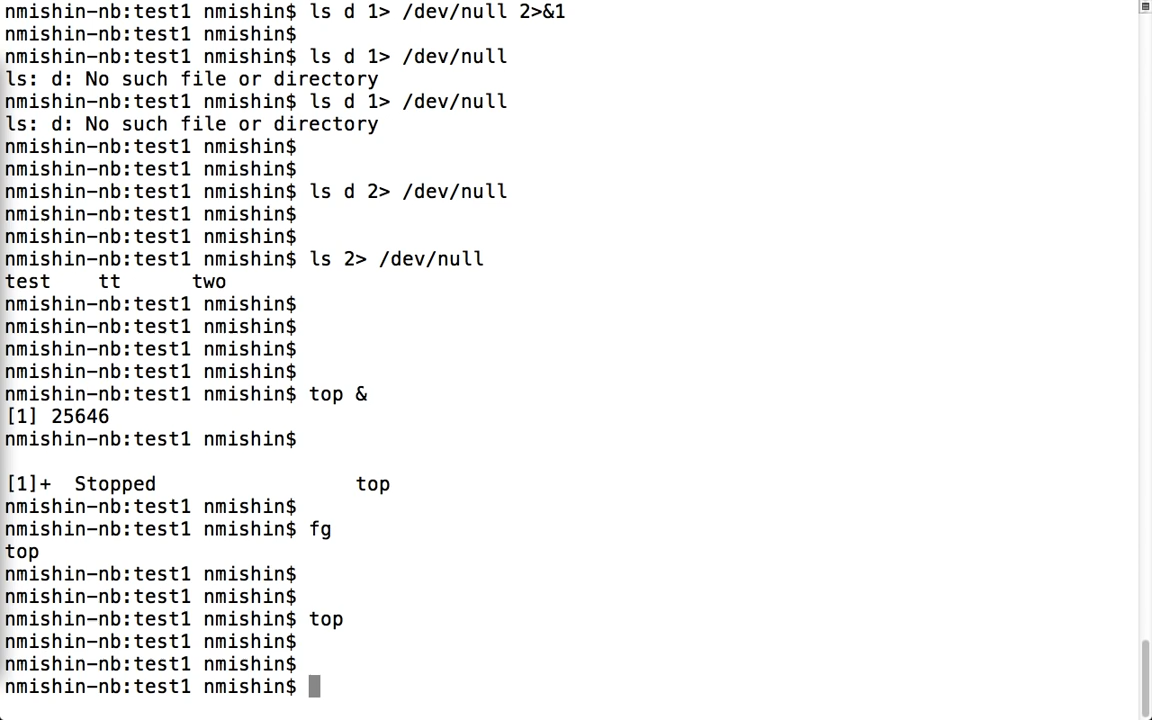 nmishin-nb:test1 nmishin$ ls d 1> /dev/null 2>&1
nmishin-nb:test1 nmishin$
nmishin-nb:test1 nmishin$ ls d 1> /dev/null
ls: d: No such file or directory
nmishin-nb:test1 nmishin$ ls d 1> /dev/null
ls: d: No such file or directory
nmishin-nb:test1 nmishin$
nmishin-nb:test1 nmishin$
nmishin-nb:test1 nmishin$ ls d 2> /dev/null
nmishin-nb:test1 nmishin$
nmishin-nb:test1 nmishin$
nmishin-nb:test1 nmishin$ ls 2> /dev/null
test    tt      two
nmishin-nb:test1 nmishin$
nmishin-nb:test1 nmishin$
nmishin-nb:test1 nmishin$
nmishin-nb:test1 nmishin$
nmishin-nb:test1 nmishin$ top &
[1] 25646
nmishin-nb:test1 nmishin$
[1]+  Stopped                 top
nmishin-nb:test1 nmishin$
nmishin-nb:test1 nmishin$ fg
top
nmishin-nb:test1 nmishin$
nmishin-nb:test1 nmishin$
nmishin-nb:test1 nmishin$ top
nmishin-nb:test1 nmishin$
nmishin-nb:test1 nmishin$
nmishin-nb:test1 nmishin$